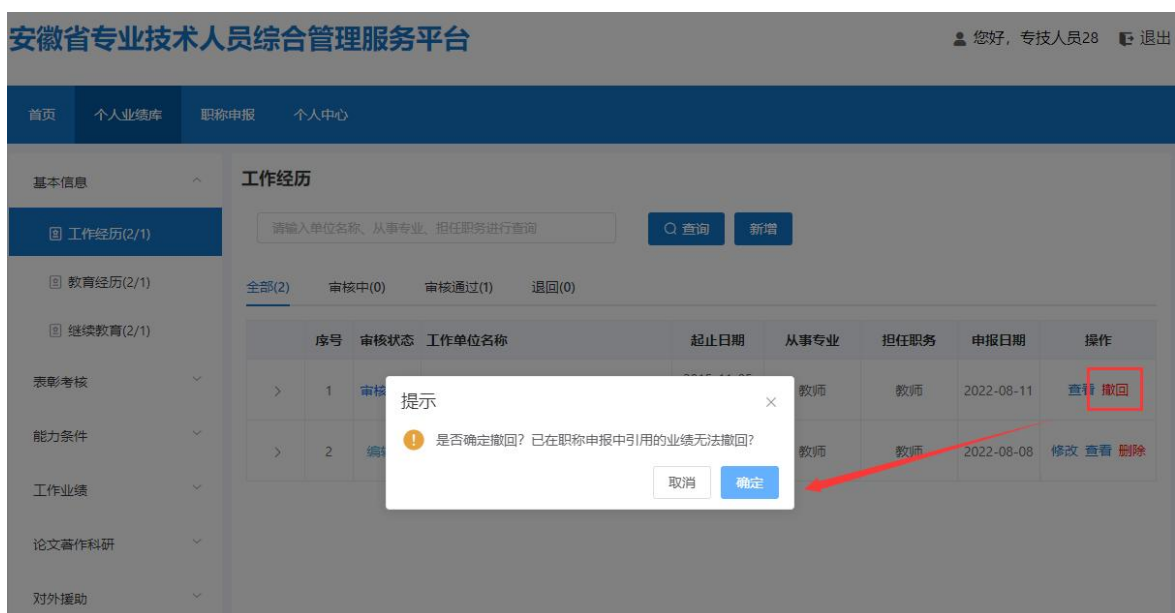 安徽省专业技术人员综合管理服务平台
您好，专技人员28 退出
首页 个人业绩库 职称申报 个人中心
基本信息
工作经历(2/1)
教育经历(2/1)
继续教育(2/1)
表彰考核
能力条件
工作业绩
论文著作科研
对外援助
工作经历
请输入单位名称、从事专业、担任职务进行查询 查询 新增
全部(2) 审核中(0) 审核通过(1) 退回(0)
序号 审核状态 工作单位名称 起止日期 从事专业 担任职务 申报日期 操作
1 审核 教师 教师 2022-08-11 查看 撤回
2 编辑 教师 教师 2022-08-08 修改 查看 删除
提示
是否确定撤回？已在职称申报中引用的业绩无法撤回?
取消 确定